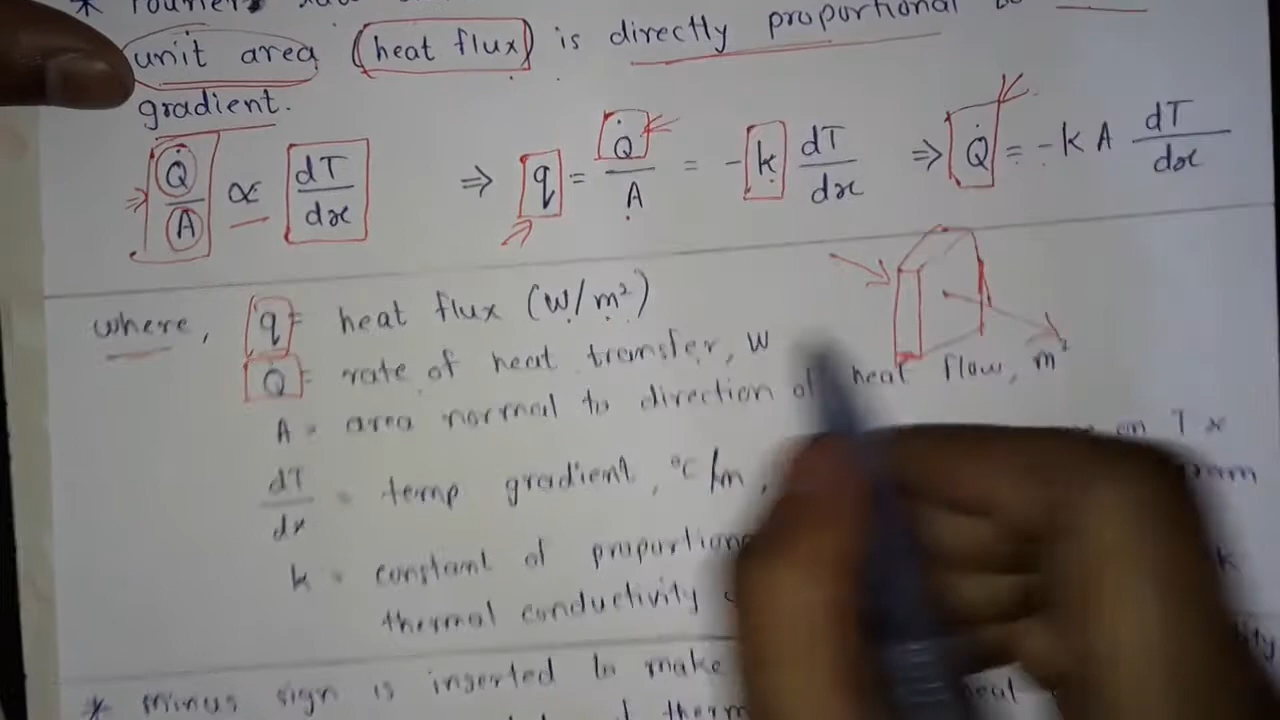 unit area (heat flux) is directly proportional
gradient.
Q̇/A ∝ dT/dx ⇒ q = Q̇/A = -k dT/dx ⇒ Q̇ = -kA dT/dx
where, q = heat flux (W/m²)
Q̇ = rate of heat transfer, W
A = area normal to direction of heat flow, m²
dT/dx = temp gradient, °C/m,
k = constant of
thermal conductivity
* minus sign is inserted to make